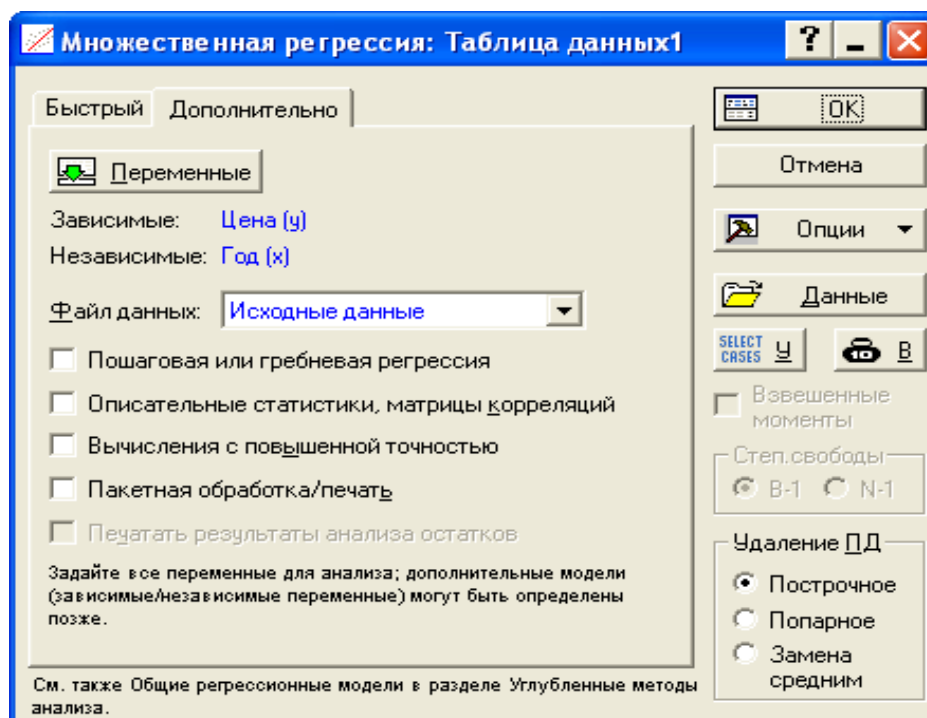 Множественная регрессия: Таблица данных1
Быстрый Дополнительно
Переменные
Зависимые: Цена (y)
Независимые: Год (x)
Файл данных: Исходные данные
Пошаговая или гребневая регрессия
Описательные статистики, матрицы корреляций
Вычисления с повышенной точностью
Пакетная обработка/печать
Печатать результаты анализа остатков
Задайте все переменные для анализа; дополнительные модели
(зависимые/независимые переменные) могут быть определены
позже.
См. также Общие регрессионные модели в разделе Углубленные методы
анализа.
OK
Отмена
Опции
Данные
SELECT CASES У
В
Взвешенные
моменты
Степ.свободы
В-1 N-1
Удаление ПД
Построчное
Попарное
Замена
средним